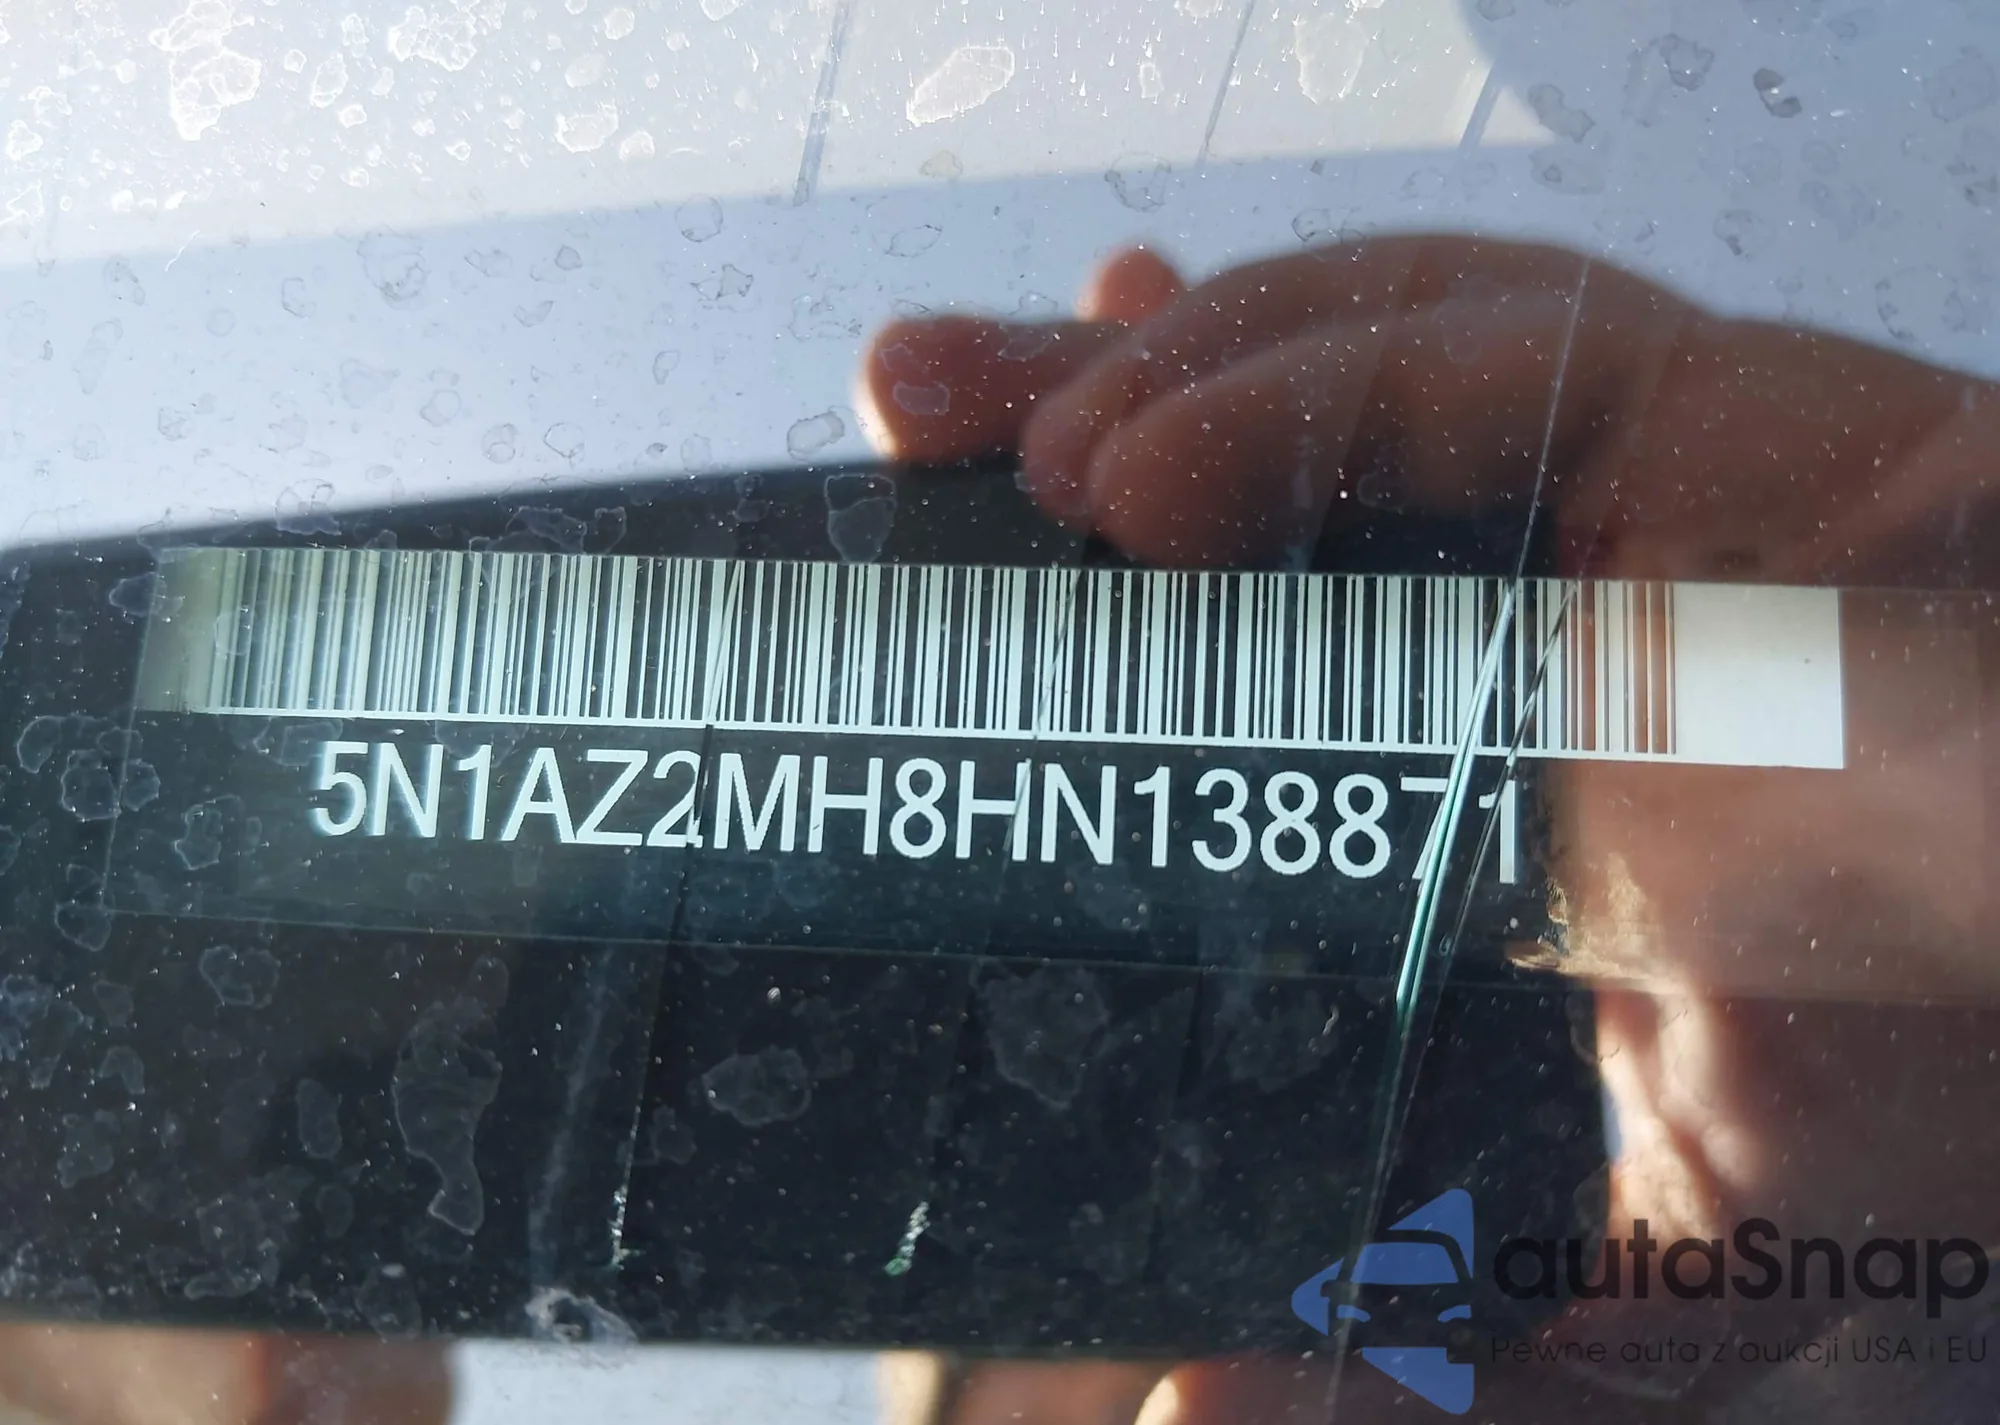 5N1AZ2MH8HN138871
autaSnap
Pewne auta z aukcji USA i EU